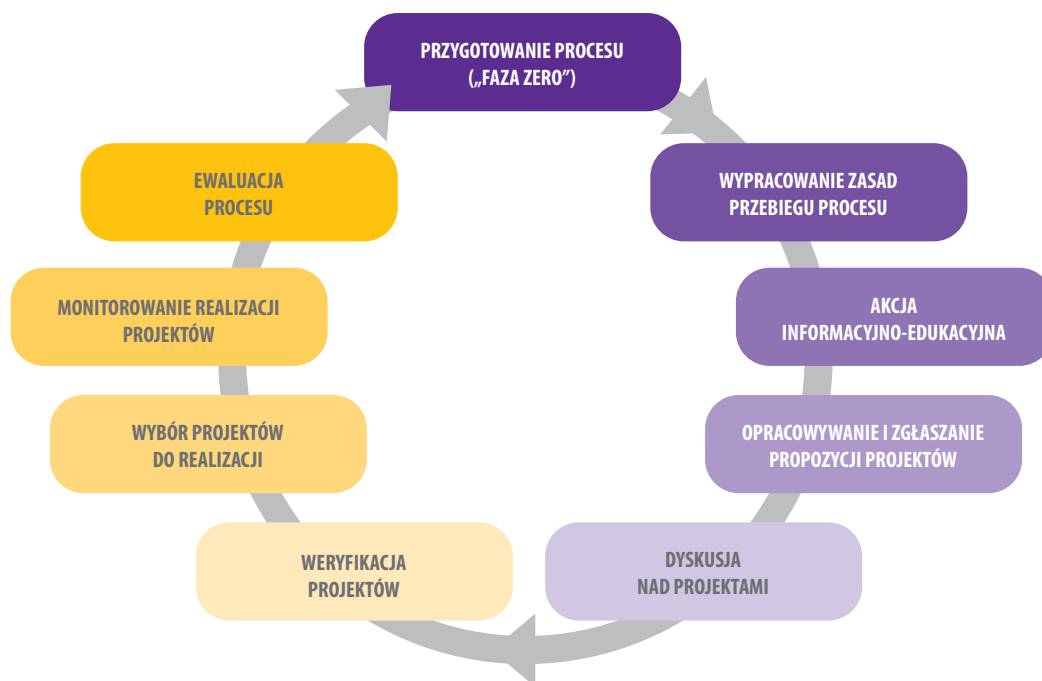 PRZYGOTOWANIE PROCESU
(„FAZA ZERO”)
WYPRACOWANIE ZASAD
PRZEBIEGU PROCESU
AKCJA
INFORMACYJNO-EDUKACYJNA
OPRACOWYWANIE I ZGŁASZANIE
PROPOZYCJI PROJEKTÓW
DYSKUSJA
NAD PROJEKTAMI
WERYFIKACJA
PROJEKTÓW
WYBÓR PROJEKTÓW
DO REALIZACJI
MONITOROWANIE REALIZACJI
PROJEKTÓW
EWALUACJA
PROCESU